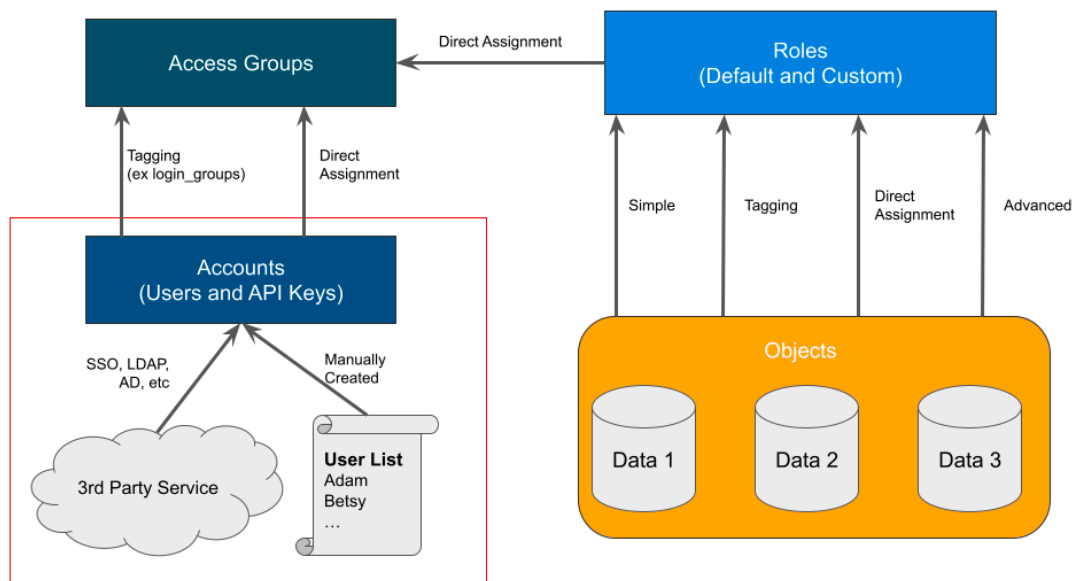 Access Groups
Direct Assignment
Roles
(Default and Custom)
Tagging
(ex login_groups)
Direct
Assignment
Simple
Tagging
Direct
Assignment
Advanced
Accounts
(Users and API Keys)
SSO, LDAP,
AD, etc
Manually
Created
3rd Party Service
User List
Adam
Betsy
…
Objects
Data 1
Data 2
Data 3